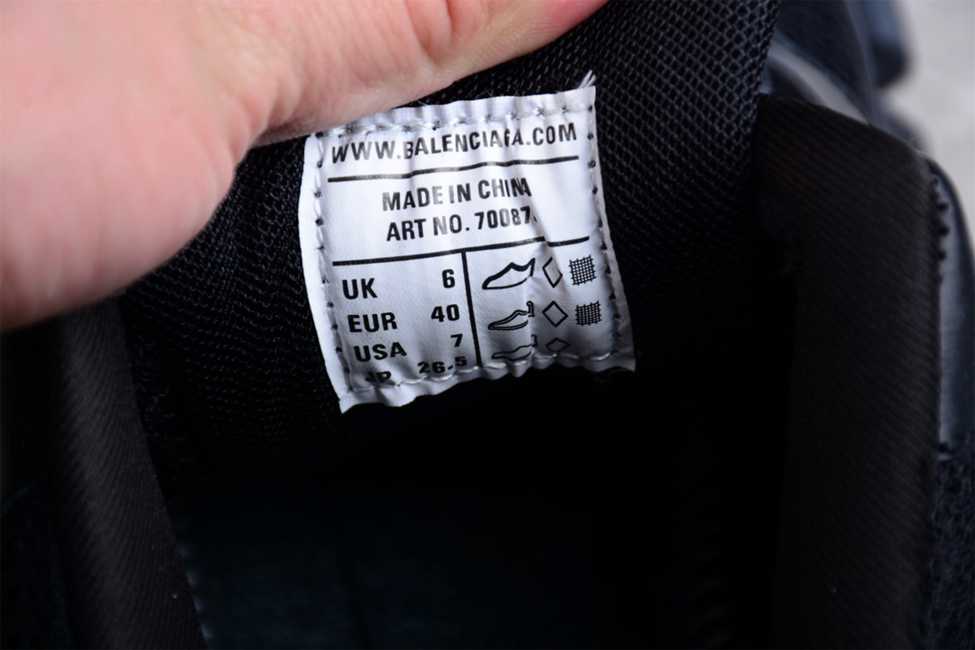 WWW.BALENCIAGA.COM
MADE IN CHINA
ART NO. 70087
UK 6
EUR 40
USA 7
JP 26.5